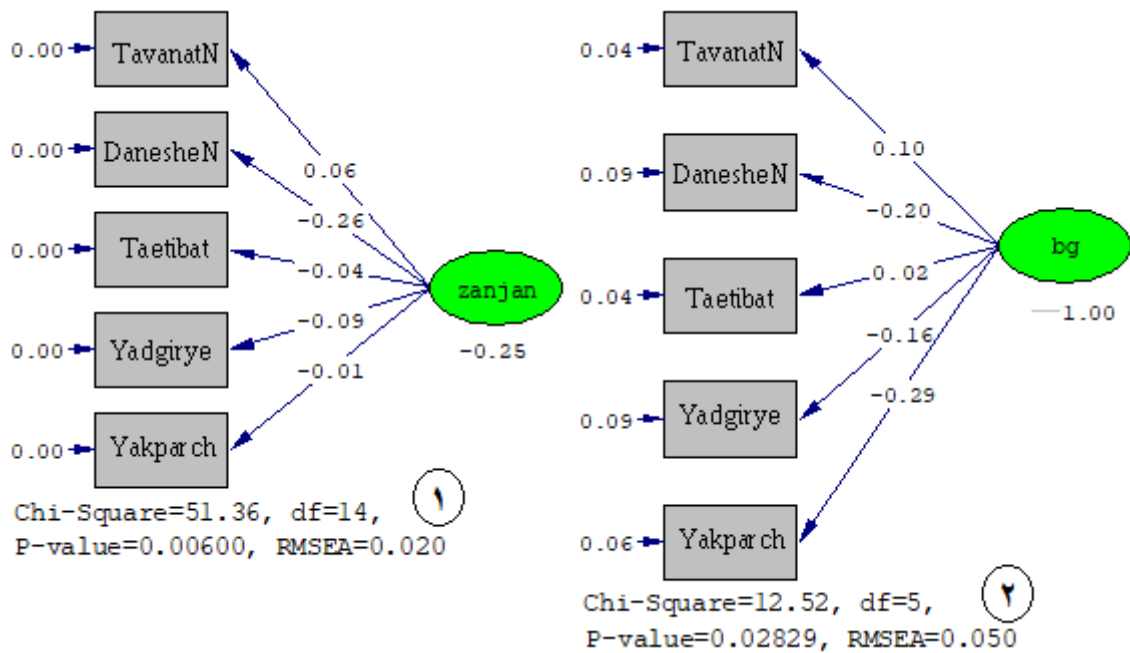 0.00
TavanatN
0.00
DanesheN
0.00
Taetibat
0.00
Yadgirye
0.00
Yakparch
0.06
-0.26
-0.04
-0.09
-0.01
zanjan
-0.25
Chi-Square=51.36, df=14,
P-value=0.00600, RMSEA=0.020
۱
0.04
TavanatN
0.09
DanesheN
0.04
Taetibat
0.09
Yadgirye
0.06
Yakparch
0.10
-0.20
0.02
-0.16
-0.29
bg
—1.00
Chi-Square=12.52, df=5,
P-value=0.02829, RMSEA=0.050
۲